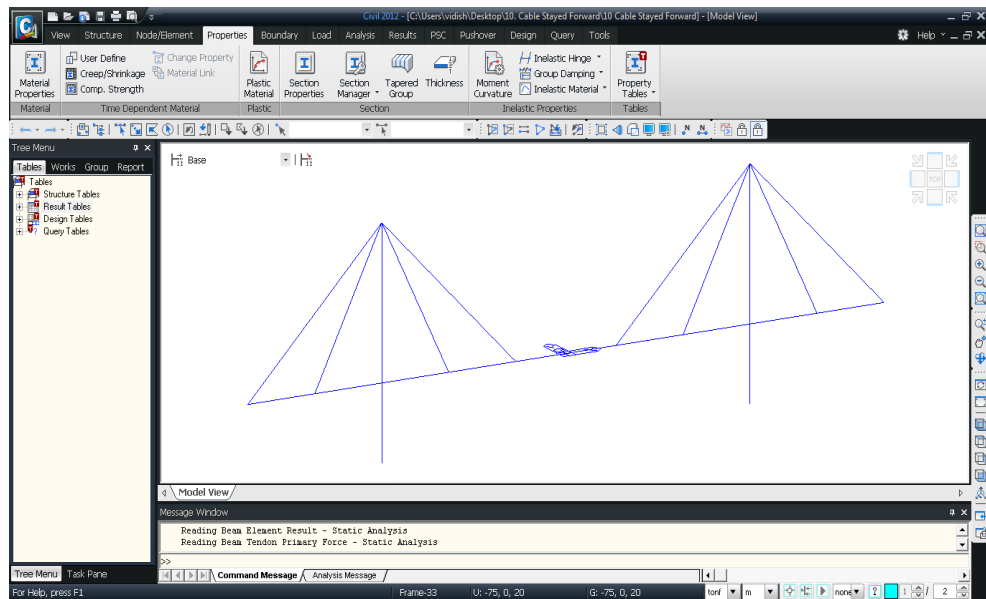 Civil 2012 - [C:\Users\vidish\Desktop\10. Cable Stayed Forward\10 Cable Stayed Forward] - [Model View]
View Structure Node/Element Properties Boundary Load Analysis Results PSC Pushover Design Query Tools Help
Material Properties
User Define
Creep/Shrinkage
Comp. Strength
Change Property
Material Link
Plastic Material
Section Properties
Section Manager
Tapered Group
Thickness
Moment Curvature
Inelastic Hinge
Group Damping
Inelastic Material
Property Tables
Material Time Dependent Material Plastic Section Inelastic Properties Tables
Tree Menu
Tables Works Group Report
Tables
Structure Tables
Result Tables
Design Tables
Query Tables
Base
TOP
Model View
Message Window
Reading Beam Element Result - Static Analysis
Reading Beam Tendon Primary Force - Static Analysis
>>
Command Message Analysis Message
Tree Menu Task Pane
For Help, press F1 Frame-33 U: -75, 0, 20 G: -75, 0, 20 tonf m none ? 1 / 2